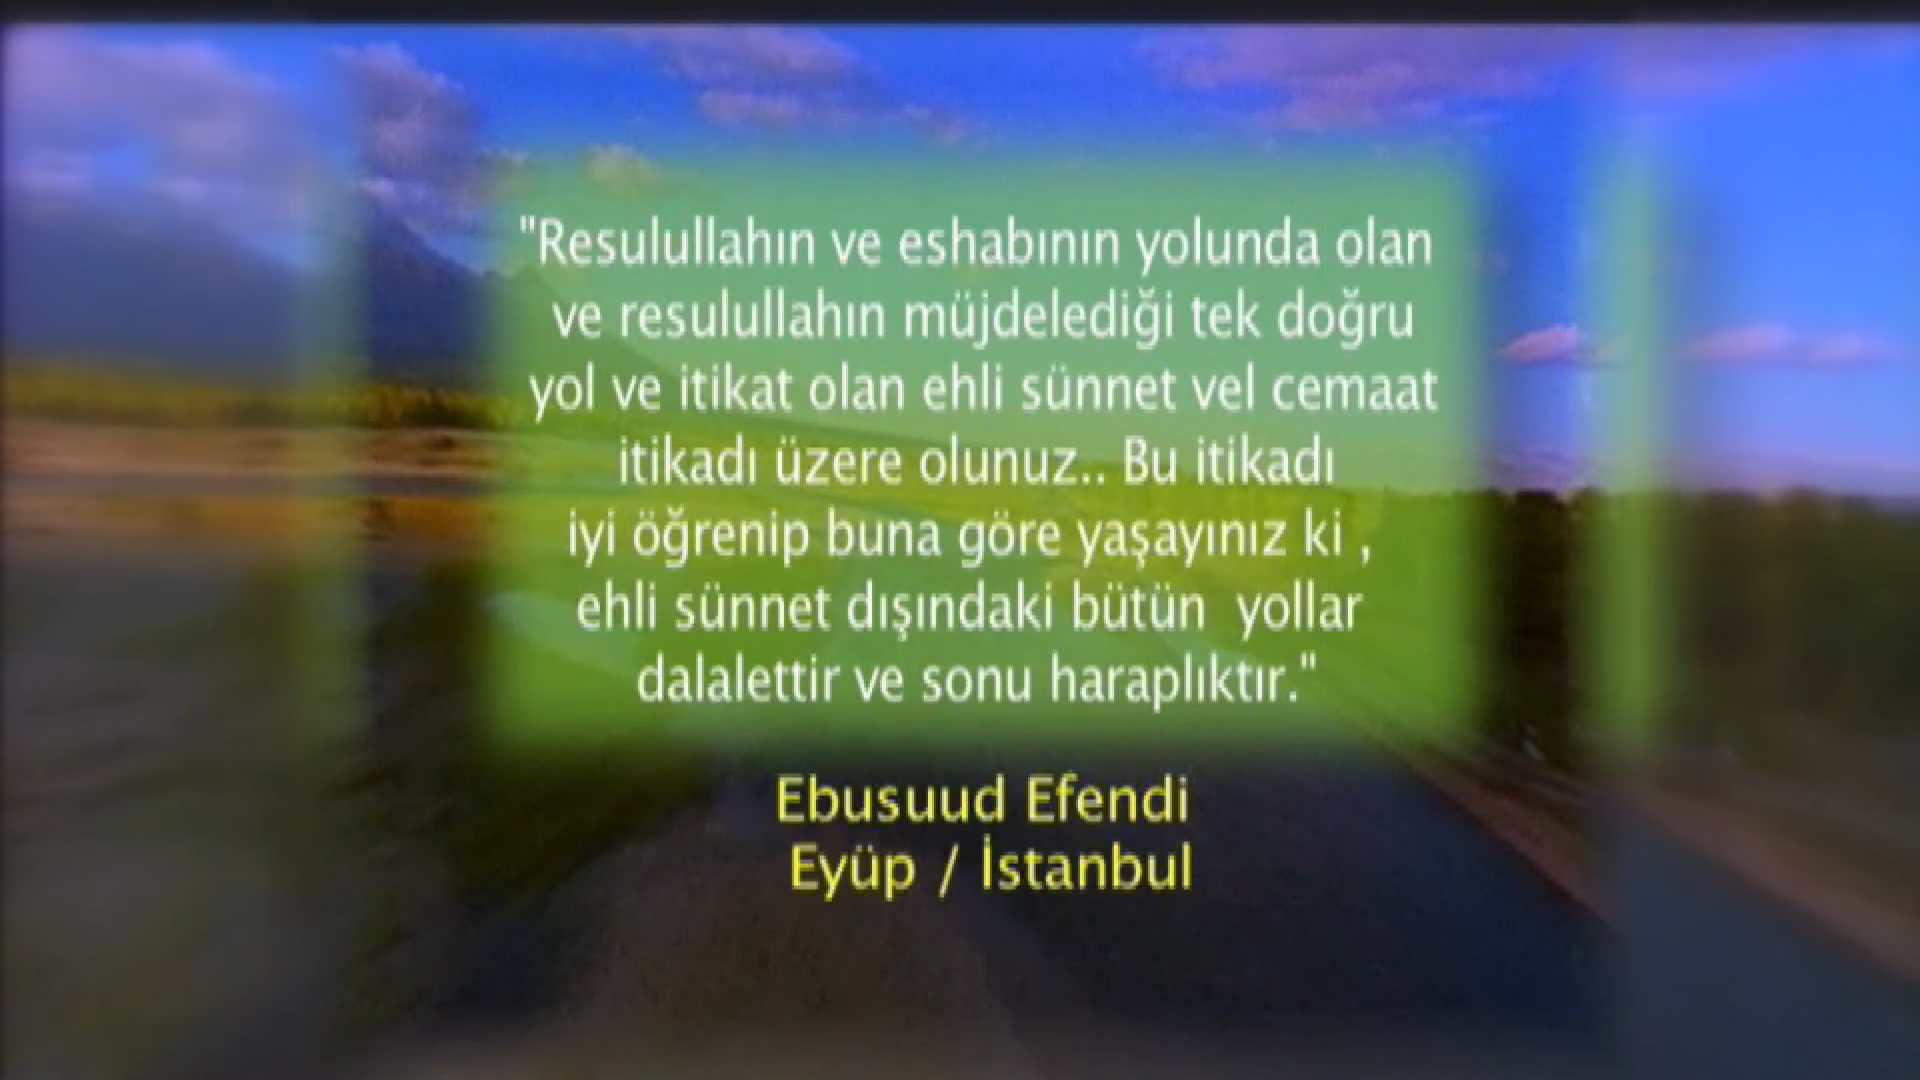 "Resulullahın ve eshabının yolunda olan
ve resulullahın müjdelediği tek doğru
yol ve itikat olan ehli sünnet vel cemaat
itikadı üzere olunuz.. Bu itikadı
iyi öğrenip buna göre yaşayınız ki ,
ehli sünnet dışındaki bütün  yollar
dalalettir ve sonu haraplıktır."
Ebusuud Efendi
Eyüp / İstanbul